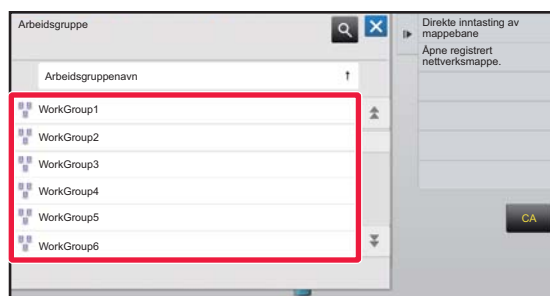 Arbeidsgruppe
Arbeidsgruppenavn
WorkGroup1
WorkGroup2
WorkGroup3
WorkGroup4
WorkGroup5
WorkGroup6
Direkte inntasting av
mappebane
Åpne registrert
nettverksmappe.
CA